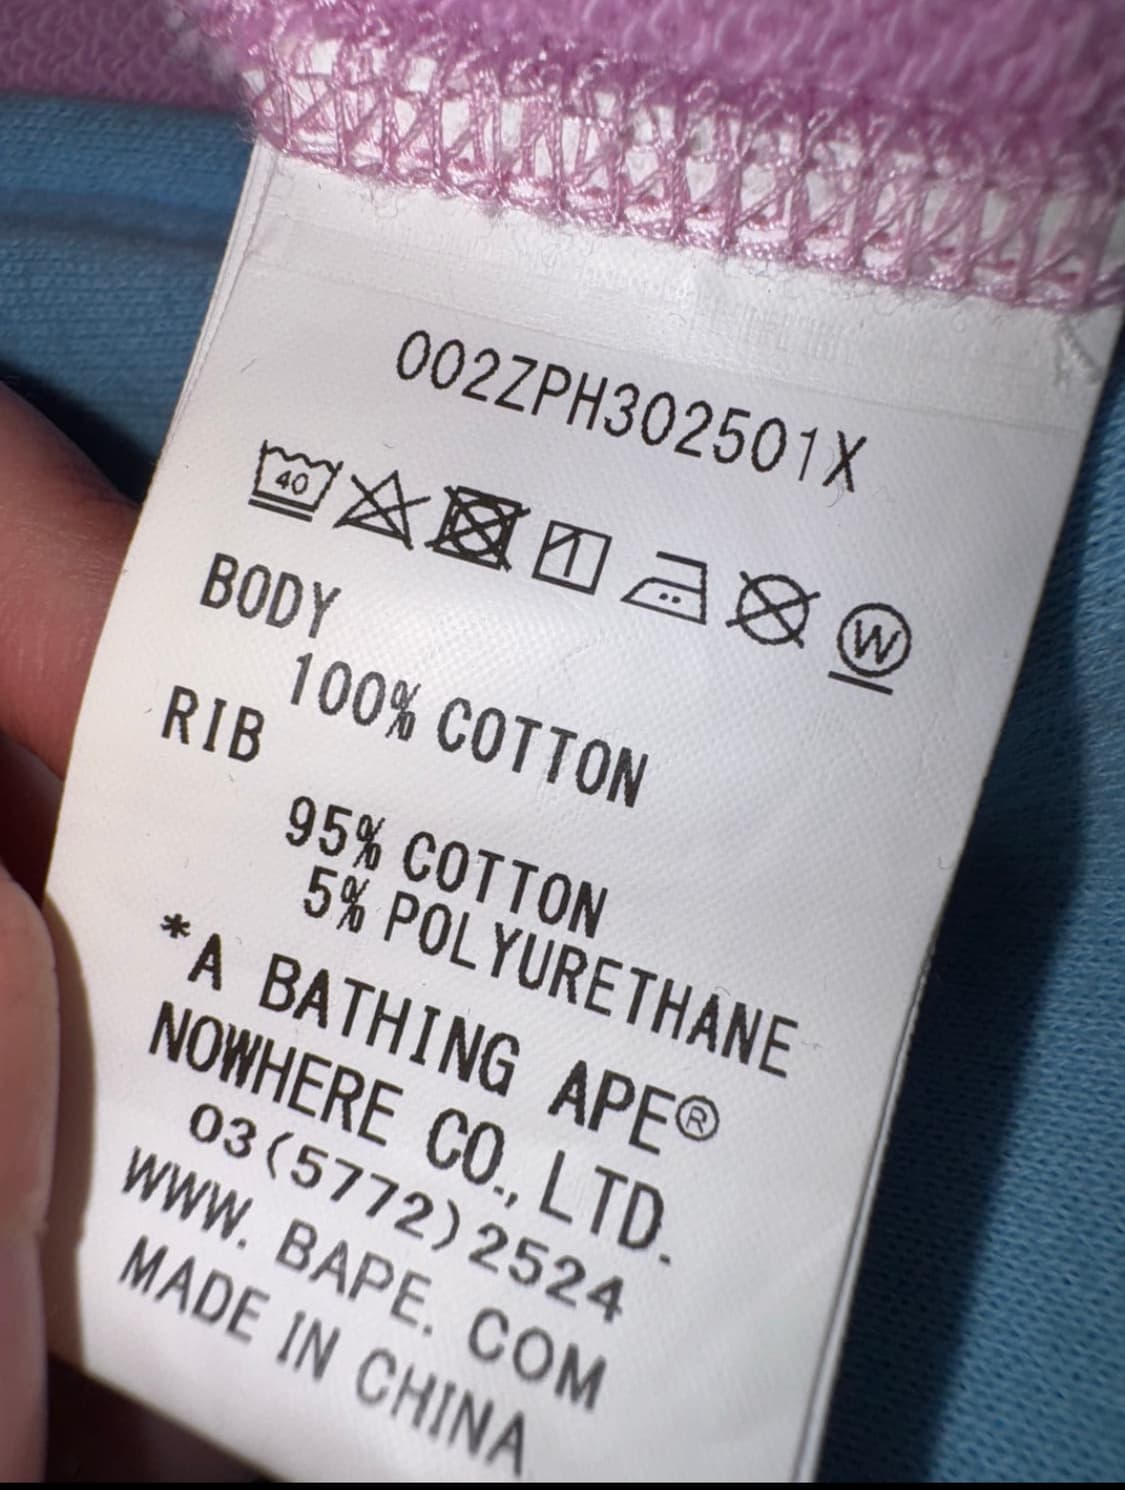 002ZPH302501X
40 W
BODY
100% COTTON
RIB
95% COTTON
5% POLYURETHANE
*A BATHING APE®
NOWHERE CO., LTD.
03(5772)2524
WWW. BAPE. COM
MADE IN CHINA